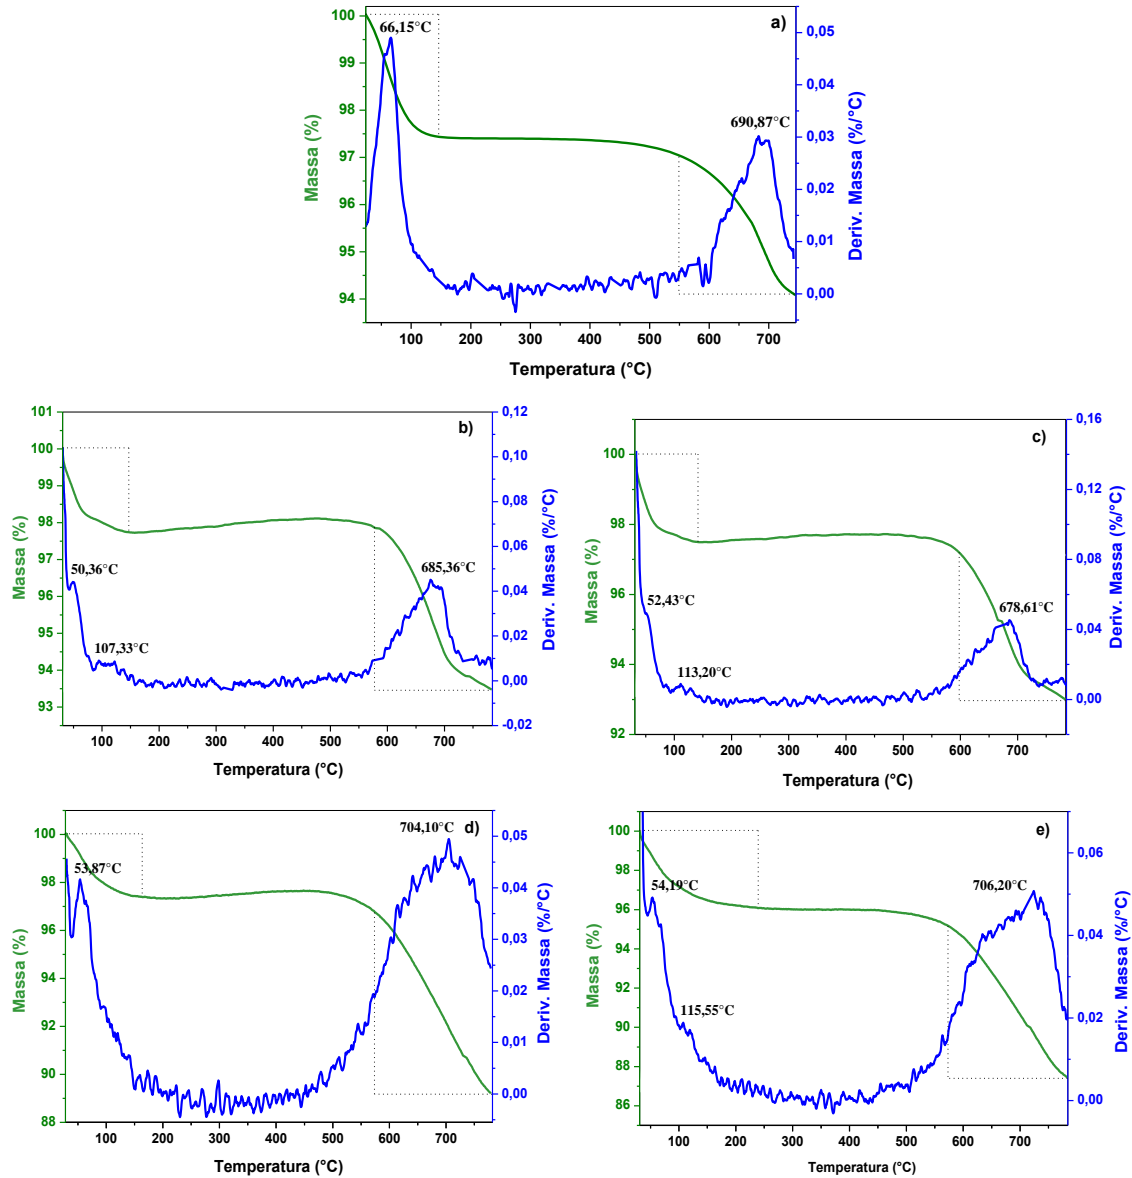 a)
66,15°C
690,87°C
100
99
98
97
96
95
94
Massa (%)
0,05
0,04
0,03
0,02
0,01
0,00
Deriv. Massa (%/°C)
100 200 300 400 500 600 700
Temperatura (°C)
b)
50,36°C
107,33°C
685,36°C
101
100
99
98
97
96
95
94
93
Massa (%)
0,12
0,10
0,08
0,06
0,04
0,02
0,00
-0,02
Deriv. Massa (%/°C)
100 200 300 400 500 600 700
Temperatura (°C)
c)
52,43°C
113,20°C
678,61°C
100
98
96
94
92
Massa (%)
0,16
0,12
0,08
0,04
0,00
Deriv. Massa (%/°C)
100 200 300 400 500 600 700
Temperatura (°C)
d)
53,87°C
704,10°C
100
98
96
94
92
90
88
Massa (%)
0,05
0,04
0,03
0,02
0,01
0,00
Deriv. Massa (%/°C)
100 200 300 400 500 600 700
Temperatura (°C)
e)
54,19°C
115,55°C
706,20°C
100
98
96
94
92
90
88
86
Massa (%)
0,06
0,04
0,02
0,00
Deriv. Massa (%/°C)
100 200 300 400 500 600 700
Temperatura (°C)